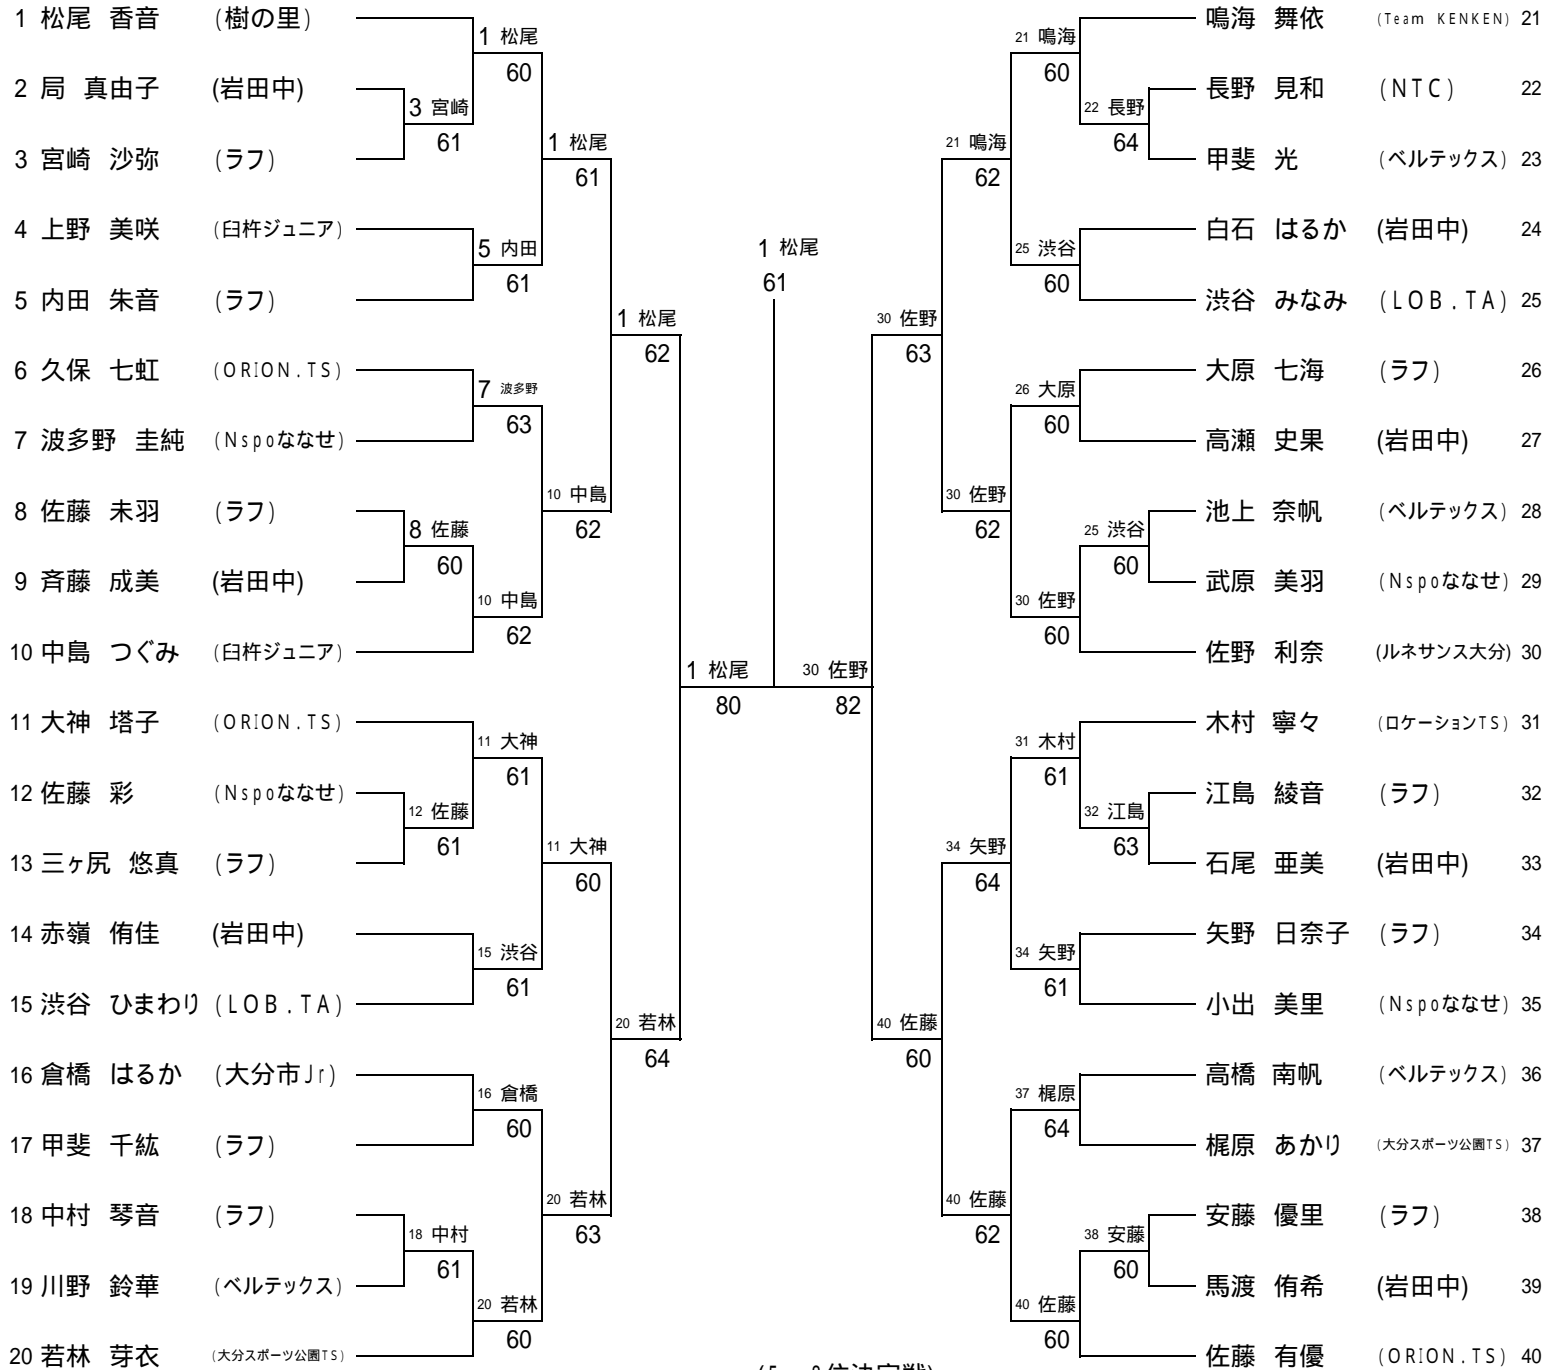 1 松尾 香音 (樹の里)
2 局 真由子 (岩田中)
3 宮崎 沙弥 (ラフ)
4 上野 美咲 (臼杵ジュニア)
5 内田 朱音 (ラフ)
6 久保 七虹 (ORION.TS)
7 波多野 圭純 (Nspoななせ)
8 佐藤 未羽 (ラフ)
9 斉藤 成美 (岩田中)
10 中島 つぐみ (臼杵ジュニア)
11 大神 塔子 (ORION.TS)
12 佐藤 彩 (Nspoななせ)
13 三ヶ尻 悠真 (ラフ)
14 赤嶺 侑佳 (岩田中)
15 渋谷 ひまわり (LOB.TA)
16 倉橋 はるか (大分市Jr)
17 甲斐 千紘 (ラフ)
18 中村 琴音 (ラフ)
19 川野 鈴華 (ベルテックス)
20 若林 芽衣 (大分スポーツ公園TS)
3 宮崎
61
8 佐藤
60
12 佐藤
61
18 中村
61
1 松尾
60
5 内田
61
7 波多野
63
10 中島
62
11 大神
61
15 渋谷
61
16 倉橋
60
20 若林
60
1 松尾
61
10 中島
62
11 大神
60
20 若林
63
1 松尾
62
20 若林
64
1 松尾
80
1 松尾
61
30 佐野
82
30 佐野
63
40 佐藤
60
21 鳴海
62
30 佐野
62
34 矢野
64
40 佐藤
62
21 鳴海
60
25 渋谷
60
26 大原
60
30 佐野
60
31 木村
61
34 矢野
61
37 梶原
64
40 佐藤
60
22 長野
64
25 渋谷
60
32 江島
63
38 安藤
60
鳴海 舞依 (Team KENKEN) 21
長野 見和 (NTC) 22
甲斐 光 (ベルテックス) 23
白石 はるか (岩田中) 24
渋谷 みなみ (LOB.TA) 25
大原 七海 (ラフ) 26
高瀬 史果 (岩田中) 27
池上 奈帆 (ベルテックス) 28
武原 美羽 (Nspoななせ) 29
佐野 利奈 (ルネサンス大分) 30
木村 寧々 (ロケーションTS) 31
江島 綾音 (ラフ) 32
石尾 亜美 (岩田中) 33
矢野 日奈子 (ラフ) 34
小出 美里 (Nspoななせ) 35
高橋 南帆 (ベルテックス) 36
梶原 あかり (大分スポーツ公園TS) 37
安藤 優里 (ラフ) 38
馬渡 侑希 (岩田中) 39
佐藤 有優 (ORION.TS) 40